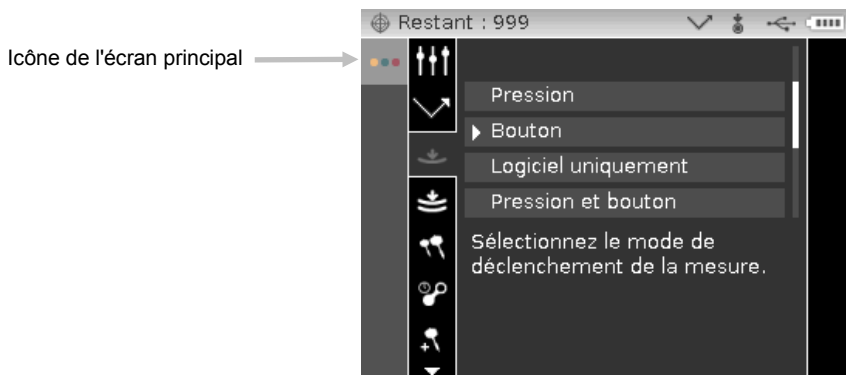 Restant : 999
Icône de l'écran principal
Pression
Bouton
Logiciel uniquement
Pression et bouton
Sélectionnez le mode de
déclenchement de la mesure.